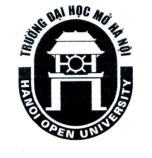 TRƯỜNG ĐẠI HỌC MỞ HÀ NỘI
HANOI OPEN UNIVERSITY